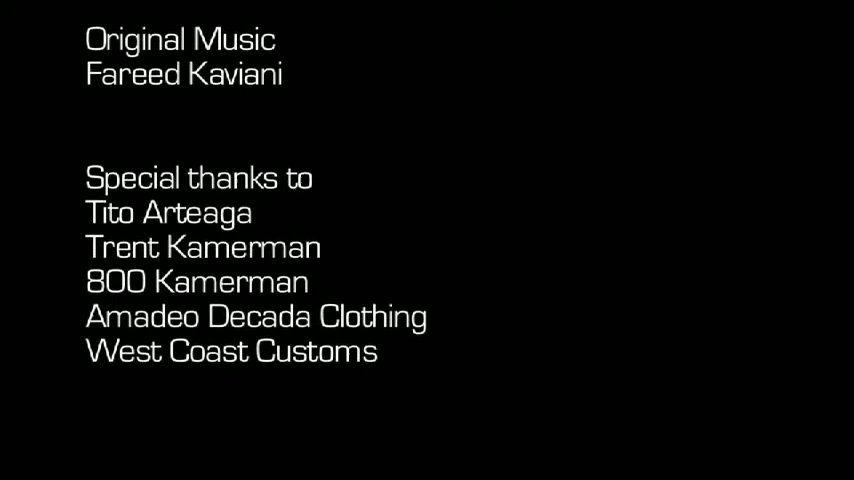 Original Music
Fareed Kaviani
Special thanks to
Tito Arteaga
Trent Kamerman
800 Kamerman
Amadeo Decada Clothing
West Coast Customs